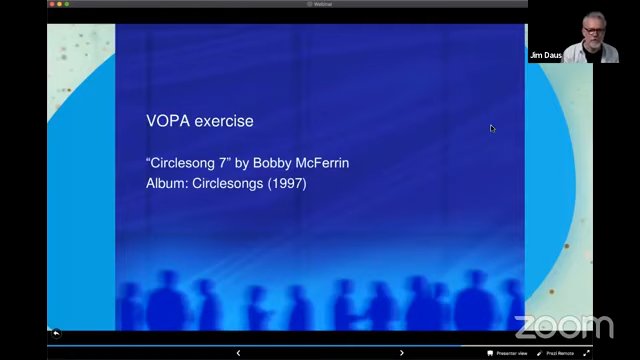 Webinar
Jim Daus
VOPA exercise
“Circlesong 7” by Bobby McFerrin
Album: Circlesongs (1997)
zoom
Presenter view
Prezi Remote